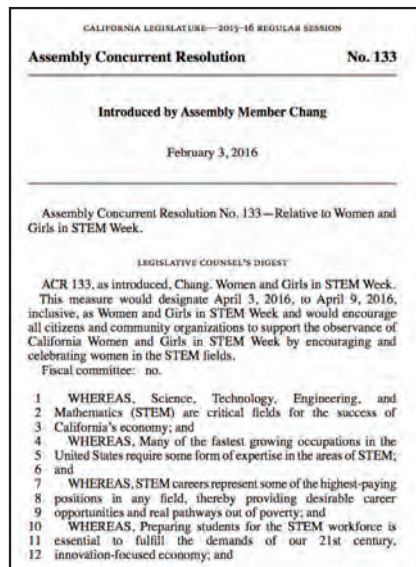 CALIFORNIA LEGISLATURE—2015–16 REGULAR SESSION
Assembly Concurrent Resolution No. 133
Introduced by Assembly Member Chang
February 3, 2016
Assembly Concurrent Resolution No. 133—Relative to Women and
Girls in STEM Week.
LEGISLATIVE COUNSEL'S DIGEST
ACR 133, as introduced, Chang. Women and Girls in STEM Week.
This measure would designate April 3, 2016, to April 9, 2016,
inclusive, as Women and Girls in STEM Week and would encourage
all citizens and community organizations to support the observance of
California Women and Girls in STEM Week by encouraging and
celebrating women in the STEM fields.
Fiscal committee: no.
1 WHEREAS, Science, Technology, Engineering, and
2 Mathematics (STEM) are critical fields for the success of
3 California's economy; and
4 WHEREAS, Many of the fastest growing occupations in the
5 United States require some form of expertise in the areas of STEM;
6 and
7 WHEREAS, STEM careers represent some of the highest-paying
8 positions in any field, thereby providing desirable career
9 opportunities and real pathways out of poverty; and
10 WHEREAS, Preparing students for the STEM workforce is
11 essential to fulfill the demands of our 21st century,
12 innovation-focused economy; and